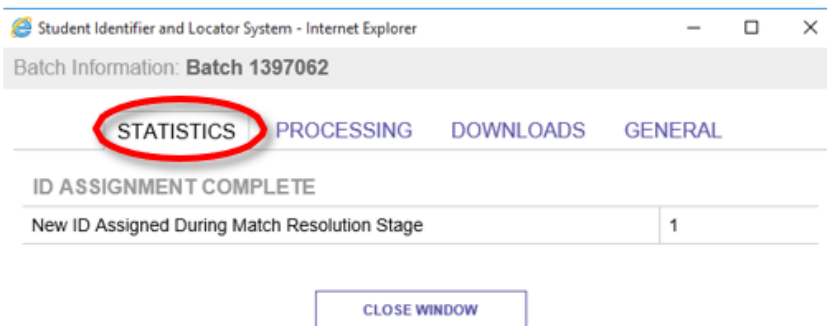 Student Identifier and Locator System - Internet Explorer
Batch Information: Batch 1397062
STATISTICS PROCESSING DOWNLOADS GENERAL
ID ASSIGNMENT COMPLETE
New ID Assigned During Match Resolution Stage 1
CLOSE WINDOW